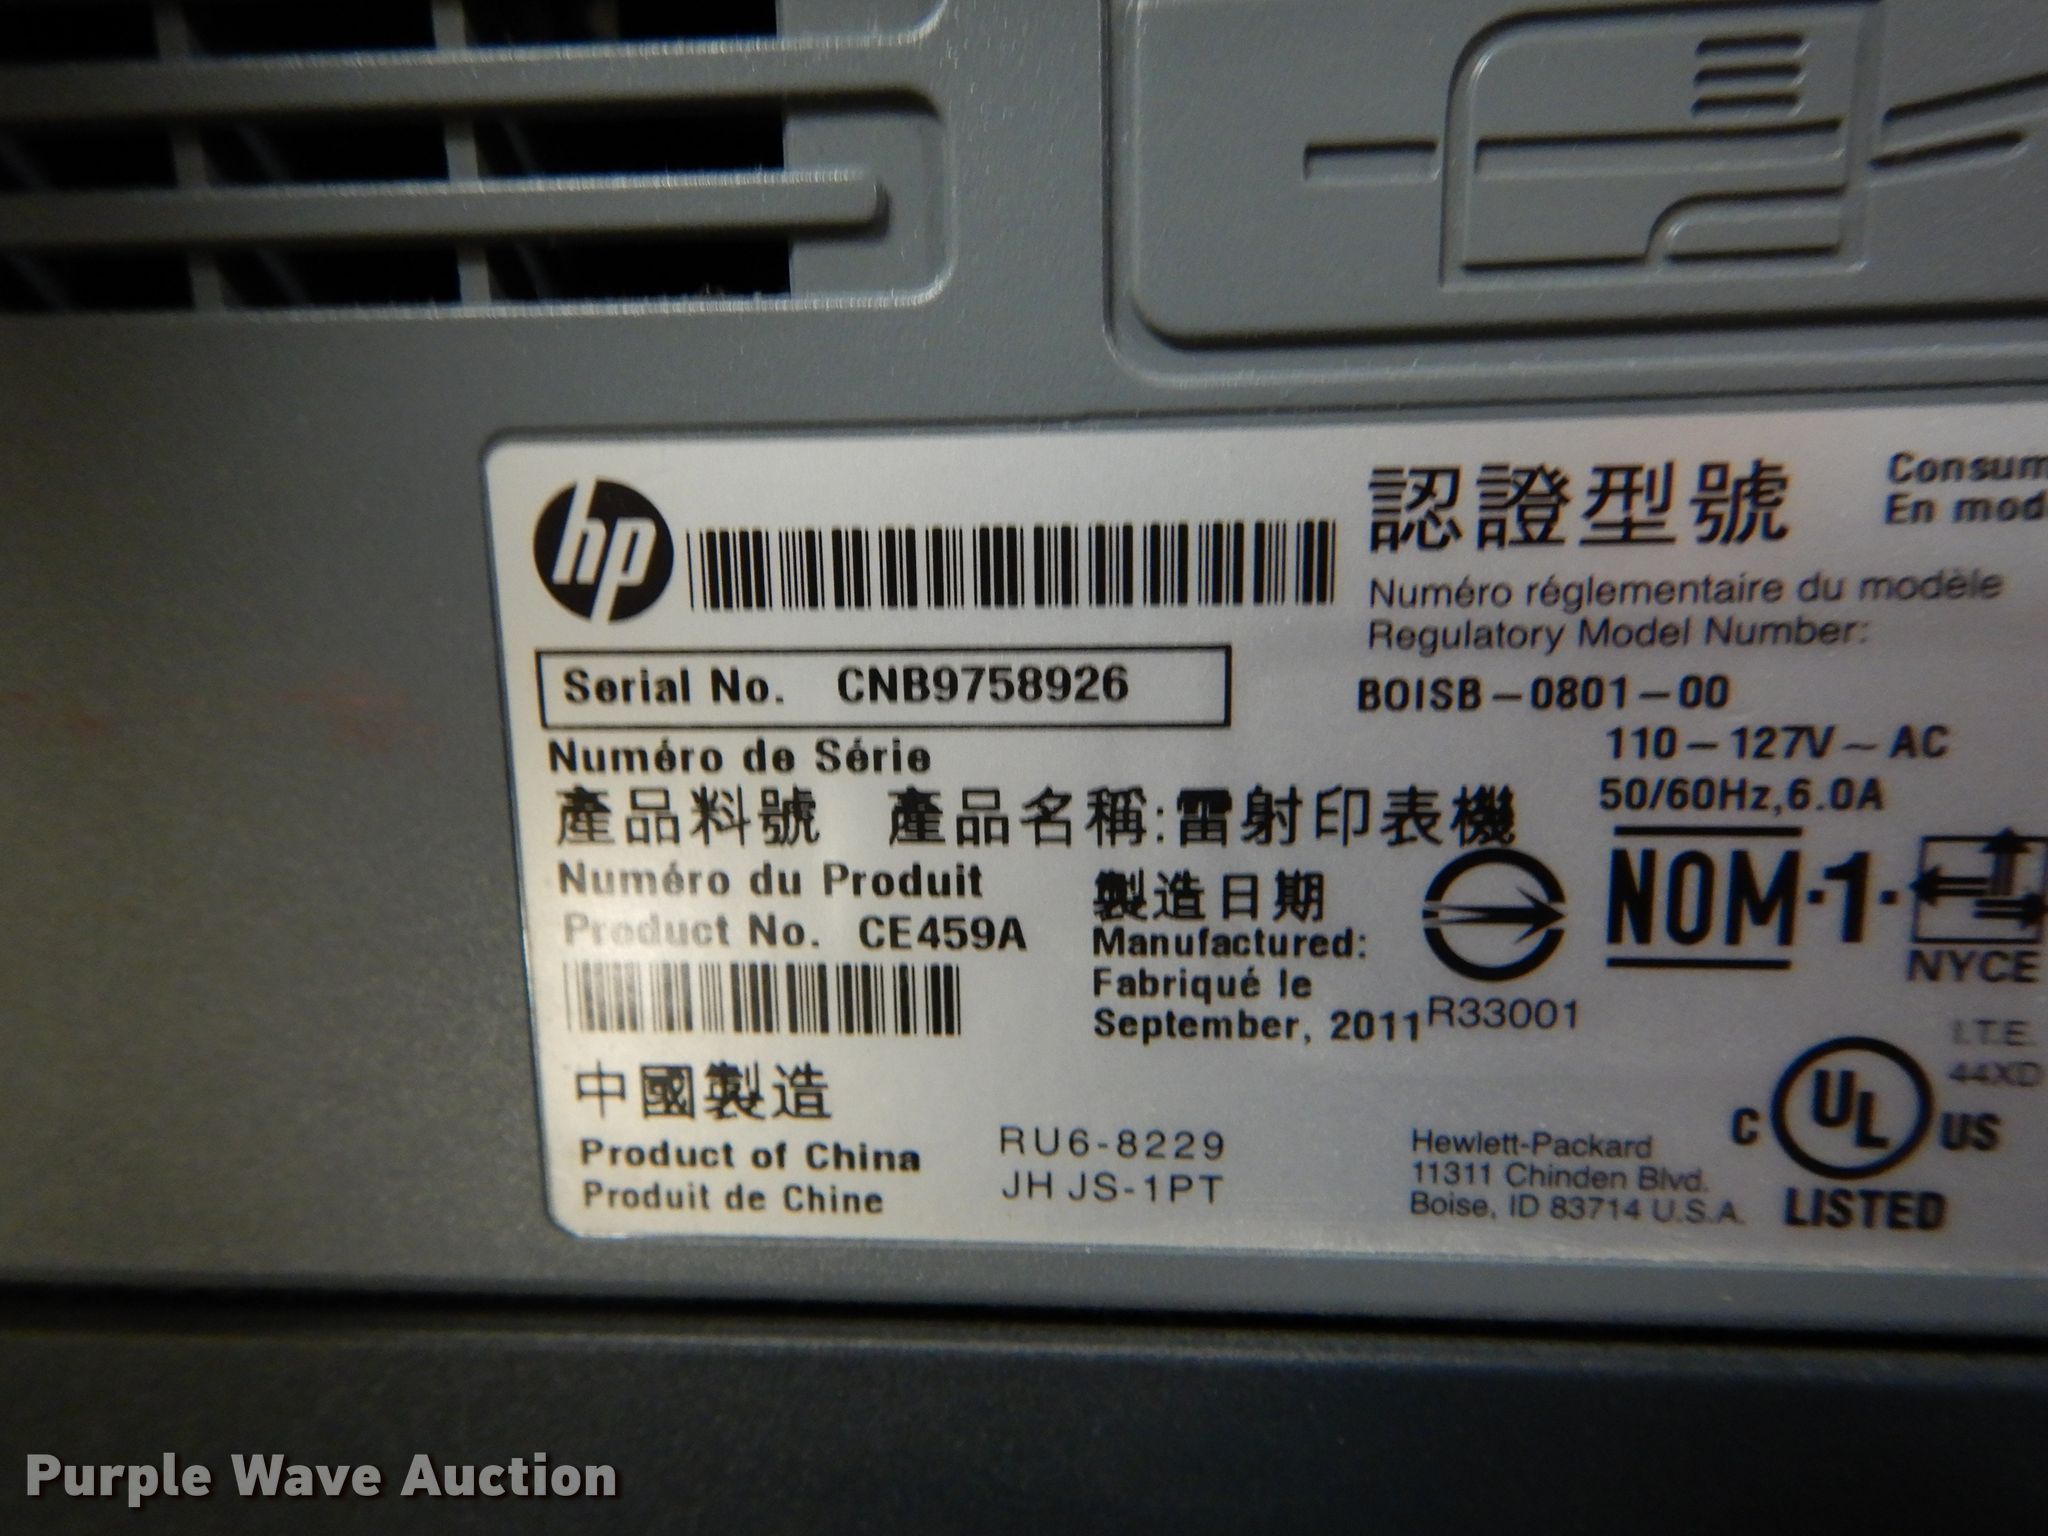 hp
認證型號
Consum
En mod
Numéro réglementaire du modèle
Regulatory Model Number:
Serial No. CNB9758926
BOISB-0801-00
Numéro de Série
110-127V~AC
50/60Hz,6.0A
產品料號 產品名稱:雷射印表機
Numéro du Produit
Product No. CE459A
製造日期
Manufactured:
Fabriqué le
September, 2011
R33001
NOM·1·
NYCE
中國製造
Product of China
Produit de Chine
RU6-8229
JH JS-1PT
Hewlett-Packard
11311 Chinden Blvd.
Boise, ID 83714 U.S.A.
I.T.E.
44XD
C UL US
LISTED
Purple Wave Auction